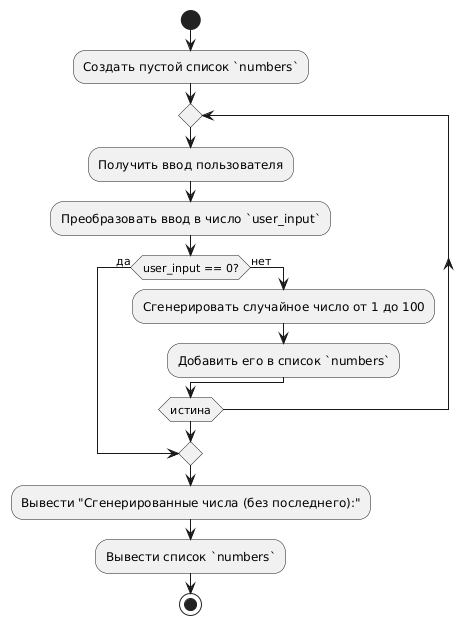 Создать пустой список `numbers`
Получить ввод пользователя
Преобразовать ввод в число `user_input`
да
user_input == 0?
нет
Сгенерировать случайное число от 1 до 100
Добавить его в список `numbers`
истина
Вывести "Сгенерированные числа (без последнего):"
Вывести список `numbers`